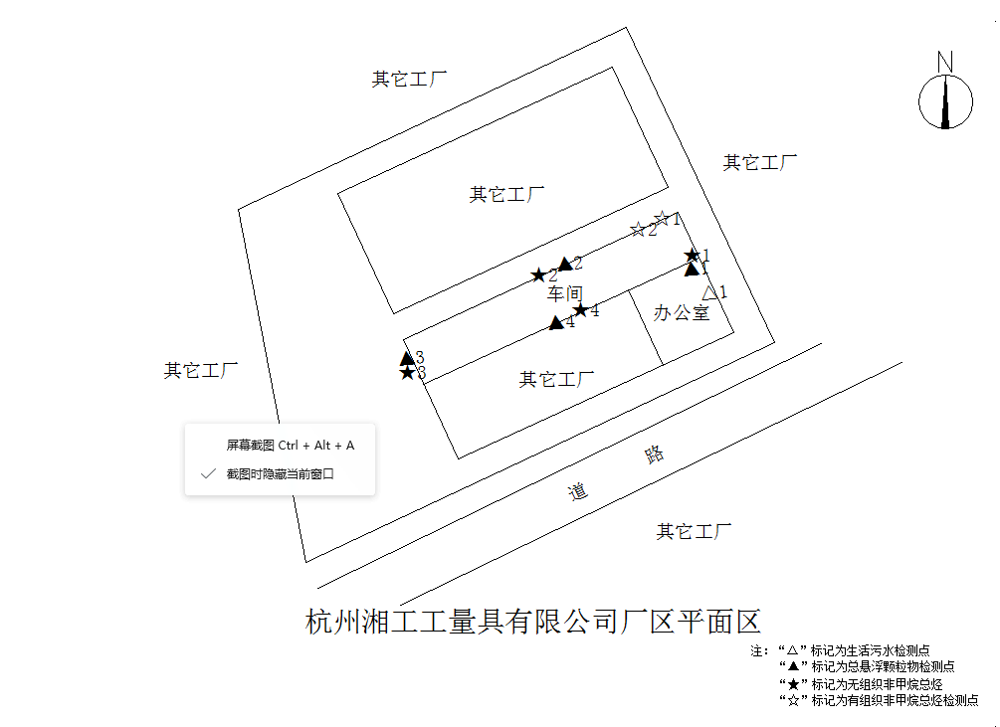 N
其它工厂
其它工厂
其它工厂
☆1
☆2
★1
▲1
▲2
★2
车间
△1
★4
▲4
办公室
▲3
★3
其它工厂
其它工厂
屏幕截图 Ctrl + Alt + A
截图时隐藏当前窗口
道路
其它工厂
杭州湘工工量具有限公司厂区平面区
注：“△”标记为生活污水检测点
“▲”标记为总悬浮颗粒物检测点
“★”标记为无组织非甲烷总烃
“☆”标记为有组织非甲烷总烃检测点